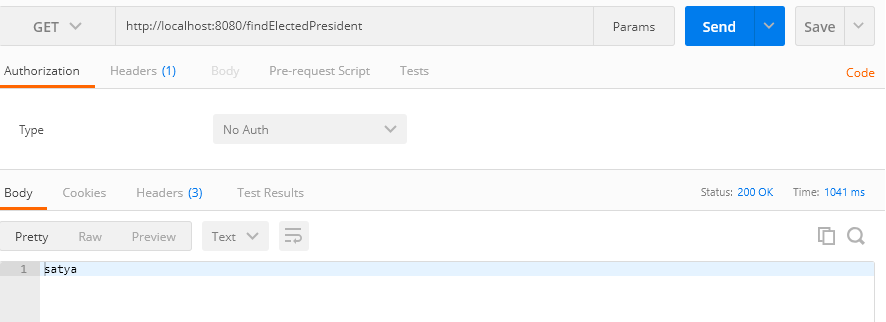 GET http://localhost:8080/findElectedPresident Params Send Save
Authorization Headers (1) Body Pre-request Script Tests Code
Type No Auth
Body Cookies Headers (3) Test Results Status: 200 OK Time: 1041 ms
Pretty Raw Preview Text
1 satya